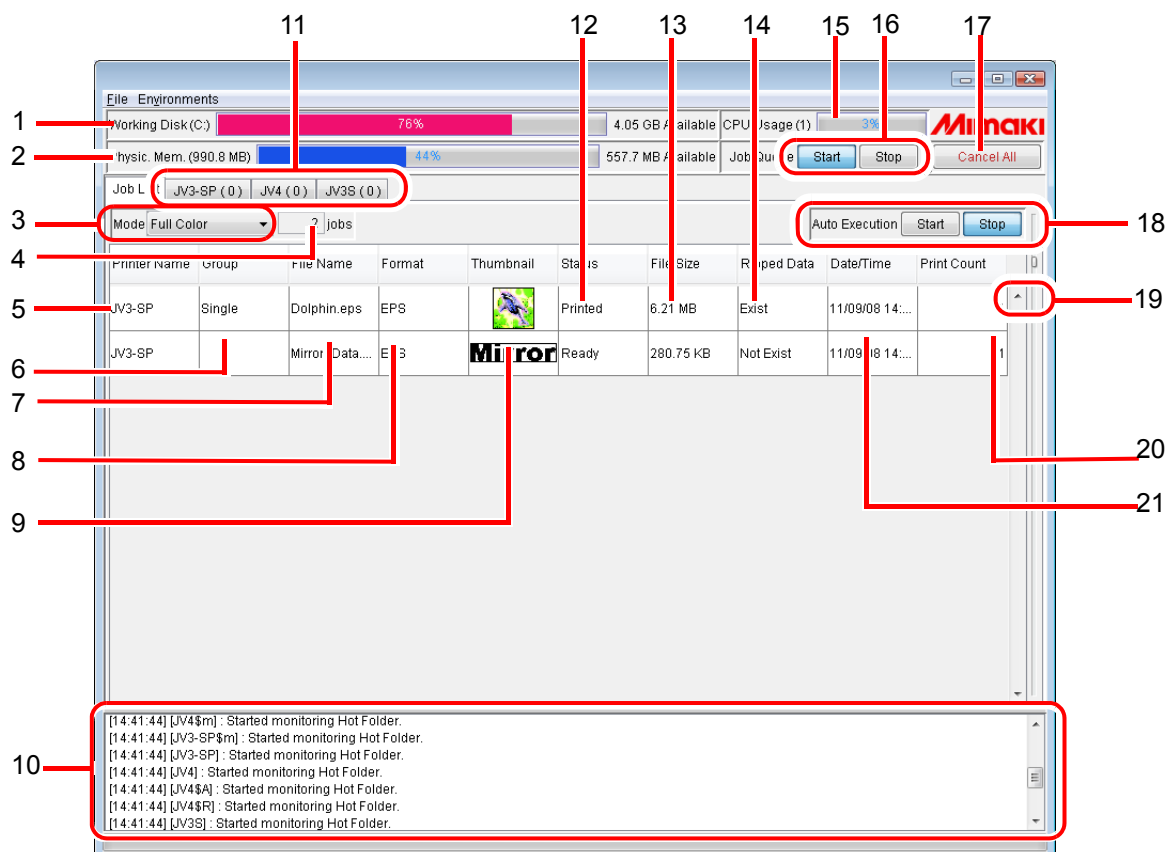 11 12 13 14 15 16 17
File Environments
1 Working Disk (C:) 76% 4.05 GB Available CPU Usage (1) 3% Mimaki
2 Physic. Mem. (990.8 MB) 44% 557.7 MB Available Job Queue Start Stop Cancel All
Job List JV3-SP ( 0 ) JV4 ( 0 ) JV3S ( 0 )
3 Mode Full Color 2 jobs Auto Execution Start Stop 18
4
Printer Name Group File Name Format Thumbnail Status File Size Ripped Data Date/Time Print Count
5 JV3-SP Single Dolphin.eps EPS Printed 6.21 MB Exist 11/09/08 14:... 19
JV3-SP Mirror Data.... EPS Mirror Ready 280.75 KB Not Exist 11/09/08 14:... 1
6
7
8 20
9 21
[14:41:44] [JV4$m] : Started monitoring Hot Folder.
[14:41:44] [JV3-SP$m] : Started monitoring Hot Folder.
[14:41:44] [JV3-SP] : Started monitoring Hot Folder.
10 [14:41:44] [JV4] : Started monitoring Hot Folder.
[14:41:44] [JV4$A] : Started monitoring Hot Folder.
[14:41:44] [JV4$R] : Started monitoring Hot Folder.
[14:41:44] [JV3S] : Started monitoring Hot Folder.